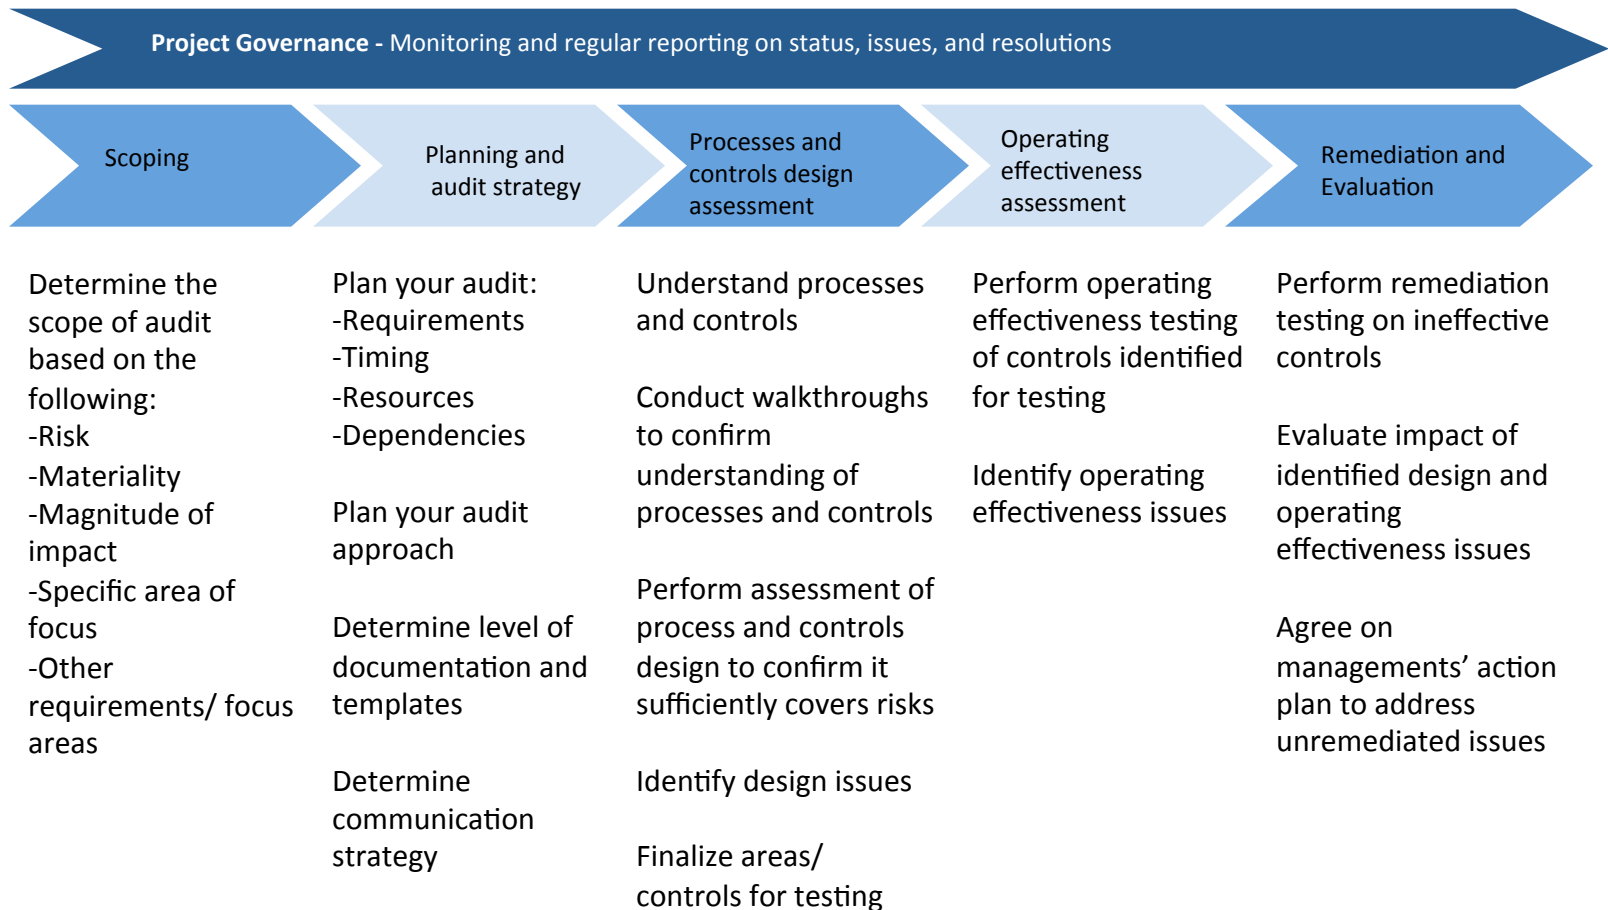 Project Governance - Monitoring and regular reporting on status, issues, and resolutions
Scoping
Planning and
audit strategy
Processes and
controls design
assessment
Operating
effectiveness
assessment
Remediation and
Evaluation
Determine the
scope of audit
based on the
following:
-Risk
-Materiality
-Magnitude of
impact
-Specific area of
focus
-Other
requirements/ focus
areas
Plan your audit:
-Requirements
-Timing
-Resources
-Dependencies
Plan your audit
approach
Determine level of
documentation and
templates
Determine
communication
strategy
Understand processes
and controls
Conduct walkthroughs
to confirm
understanding of
processes and controls
Perform assessment of
process and controls
design to confirm it
sufficiently covers risks
Identify design issues
Finalize areas/
controls for testing
Perform operating
effectiveness testing
of controls identified
for testing
Identify operating
effectiveness issues
Perform remediation
testing on ineffective
controls
Evaluate impact of
identified design and
operating
effectiveness issues
Agree on
managements’ action
plan to address
unremediated issues